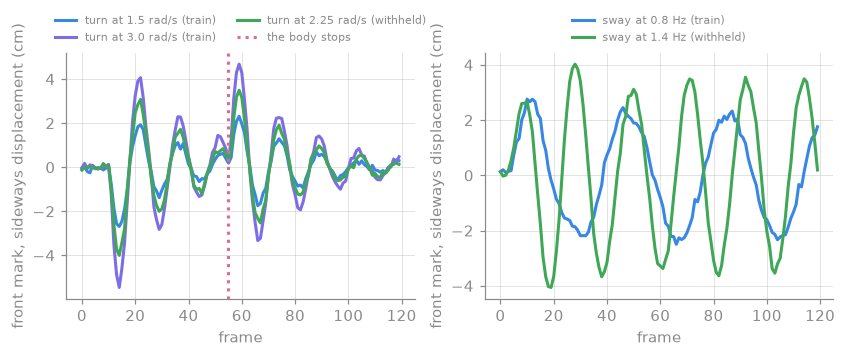 turn at 1.5 rad/s (train)
turn at 3.0 rad/s (train)
turn at 2.25 rad/s (withheld)
the body stops
front mark, sideways displacement (cm)
4
2
0
−2
−4
0
20
40
60
80
100
120
frame
sway at 0.8 Hz (train)
sway at 1.4 Hz (withheld)
front mark, sideways displacement (cm)
4
2
0
−2
−4
0
20
40
60
80
100
120
frame